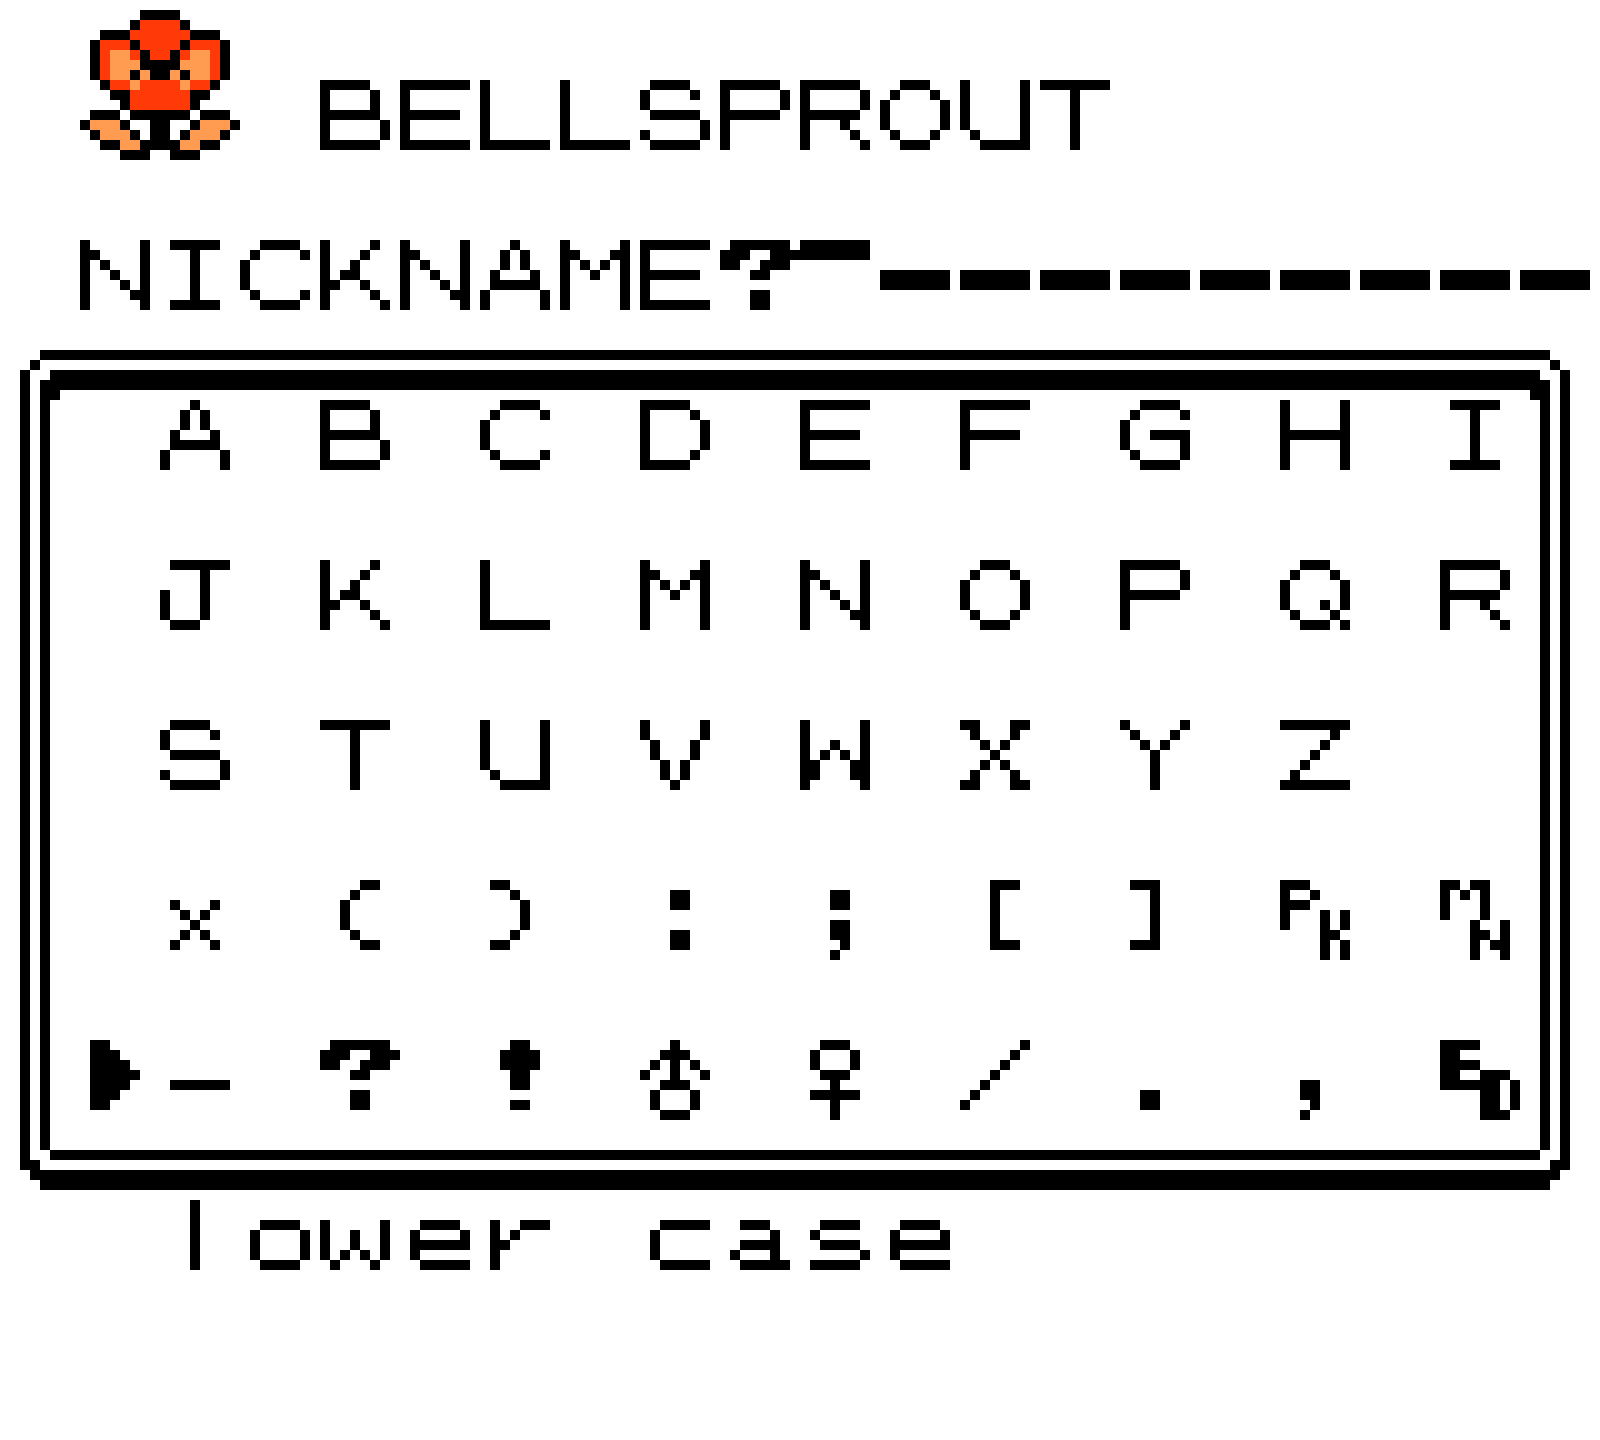 BELLSPROUT
NICKNAME?
A B C D E F G H I
J K L M N O P Q R
S T U V W X Y Z
× ( ) : ; [ ] PK MN
- ? ! ♂ ♀ / . , ED
lower case